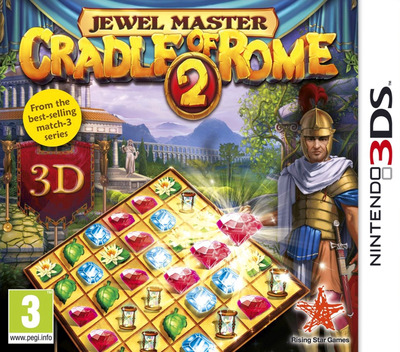 JEWEL MASTER
CRADLE OF ROME
2
From the
best-selling
match-3
series
3D
NINTENDO 3DS
3
www.pegi.info
Rising Star Games